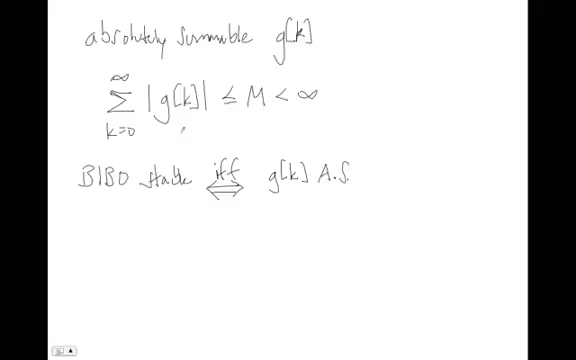 absolutely summable g[k]
∞
∑ |g[k]| ≤ M < ∞
k=0
BIBO stable iff g[k] A.S.
⇔